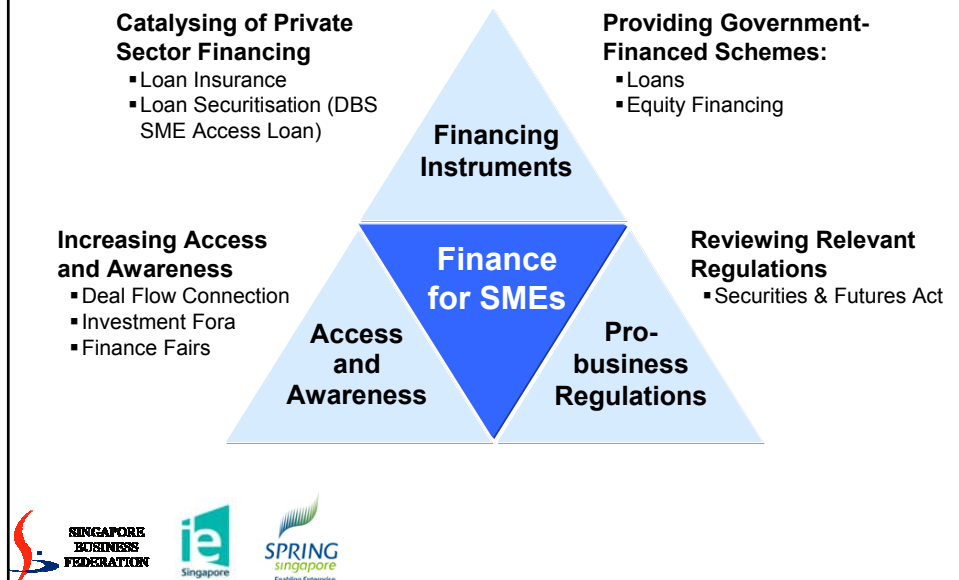 Catalysing of Private
Sector Financing
▪Loan Insurance
▪Loan Securitisation (DBS
SME Access Loan)
Providing Government-
Financed Schemes:
▪Loans
▪Equity Financing
Financing
Instruments
Increasing Access
and Awareness
▪Deal Flow Connection
▪Investment Fora
▪Finance Fairs
Finance
for SMEs
Reviewing Relevant
Regulations
▪Securities & Futures Act
Access
and
Awareness
Pro-
business
Regulations
SINGAPORE
BUSINESS
FEDERATION
ie
Singapore
SPRING
singapore
Enabling Enterprise